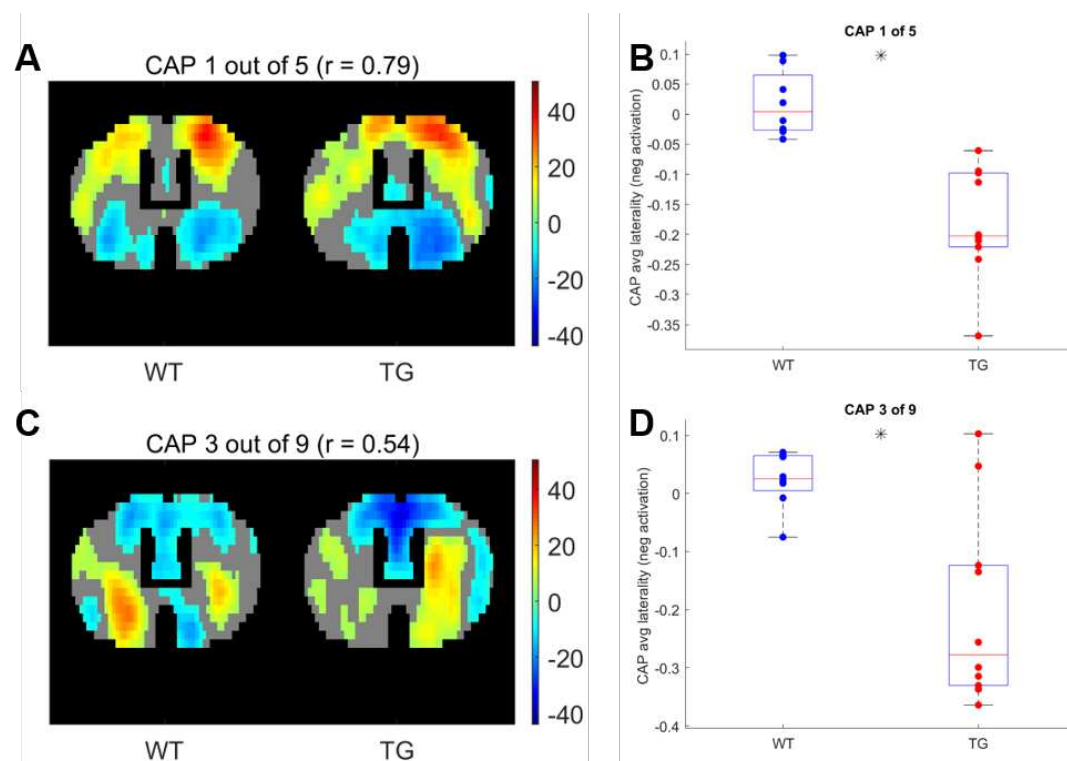 A
CAP 1 out of 5 (r = 0.79)
40
20
0
-20
-40
WT
TG
B
CAP 1 of 5
*
CAP avg laterality (neg activation)
0.1
0.05
0
-0.05
-0.1
-0.15
-0.2
-0.25
-0.3
-0.35
WT
TG
C
CAP 3 out of 9 (r = 0.54)
40
20
0
-20
-40
WT
TG
D
CAP 3 of 9
*
CAP avg laterality (neg activation)
0.1
0
-0.1
-0.2
-0.3
-0.4
WT
TG